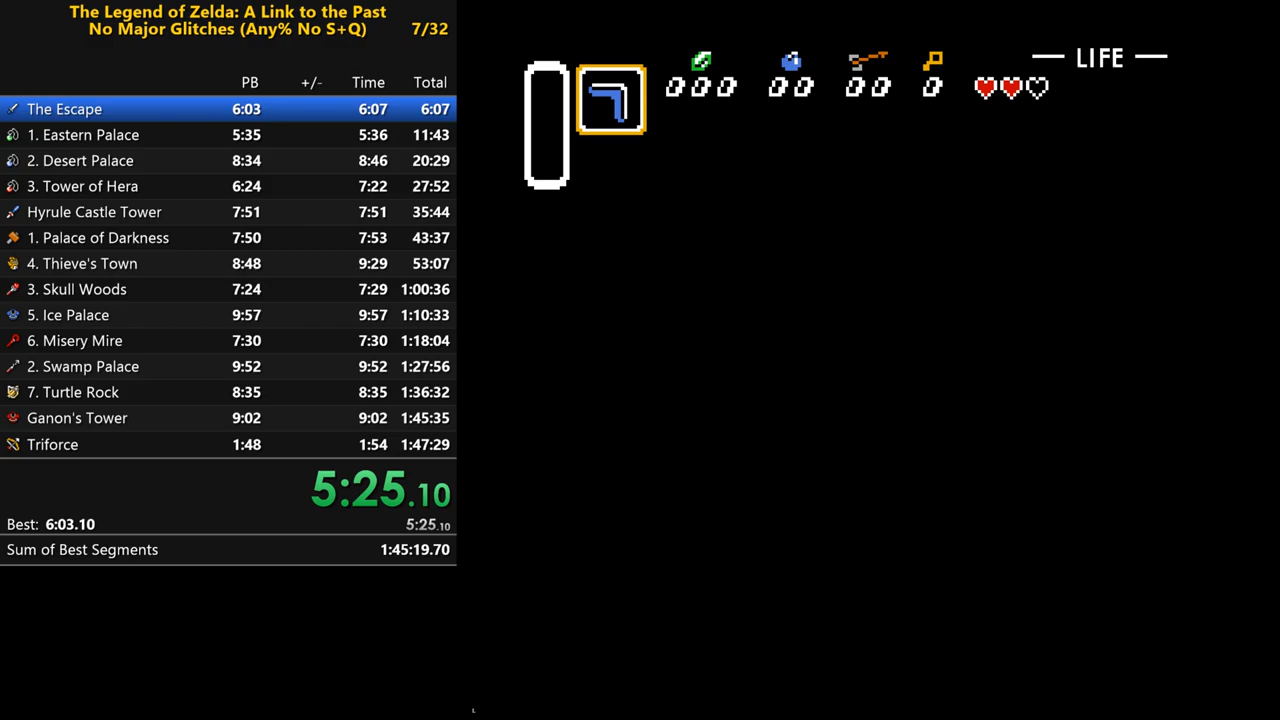 The Legend of Zelda: A Link to the Past
No Major Glitches (Any% No S+Q) 7/32
PB +/- Time Total
The Escape 6:03 6:07 6:07
1. Eastern Palace 5:35 5:36 11:43
2. Desert Palace 8:34 8:46 20:29
3. Tower of Hera 6:24 7:22 27:52
Hyrule Castle Tower 7:51 7:51 35:44
1. Palace of Darkness 7:50 7:53 43:37
4. Thieve's Town 8:48 9:29 53:07
3. Skull Woods 7:24 7:29 1:00:36
5. Ice Palace 9:57 9:57 1:10:33
6. Misery Mire 7:30 7:30 1:18:04
2. Swamp Palace 9:52 9:52 1:27:56
7. Turtle Rock 8:35 8:35 1:36:32
Ganon's Tower 9:02 9:02 1:45:35
Triforce 1:48 1:54 1:47:29
5:25.10
Best: 6:03.10 5:25.10
Sum of Best Segments 1:45:19.70
— LIFE —
000 00 00 0